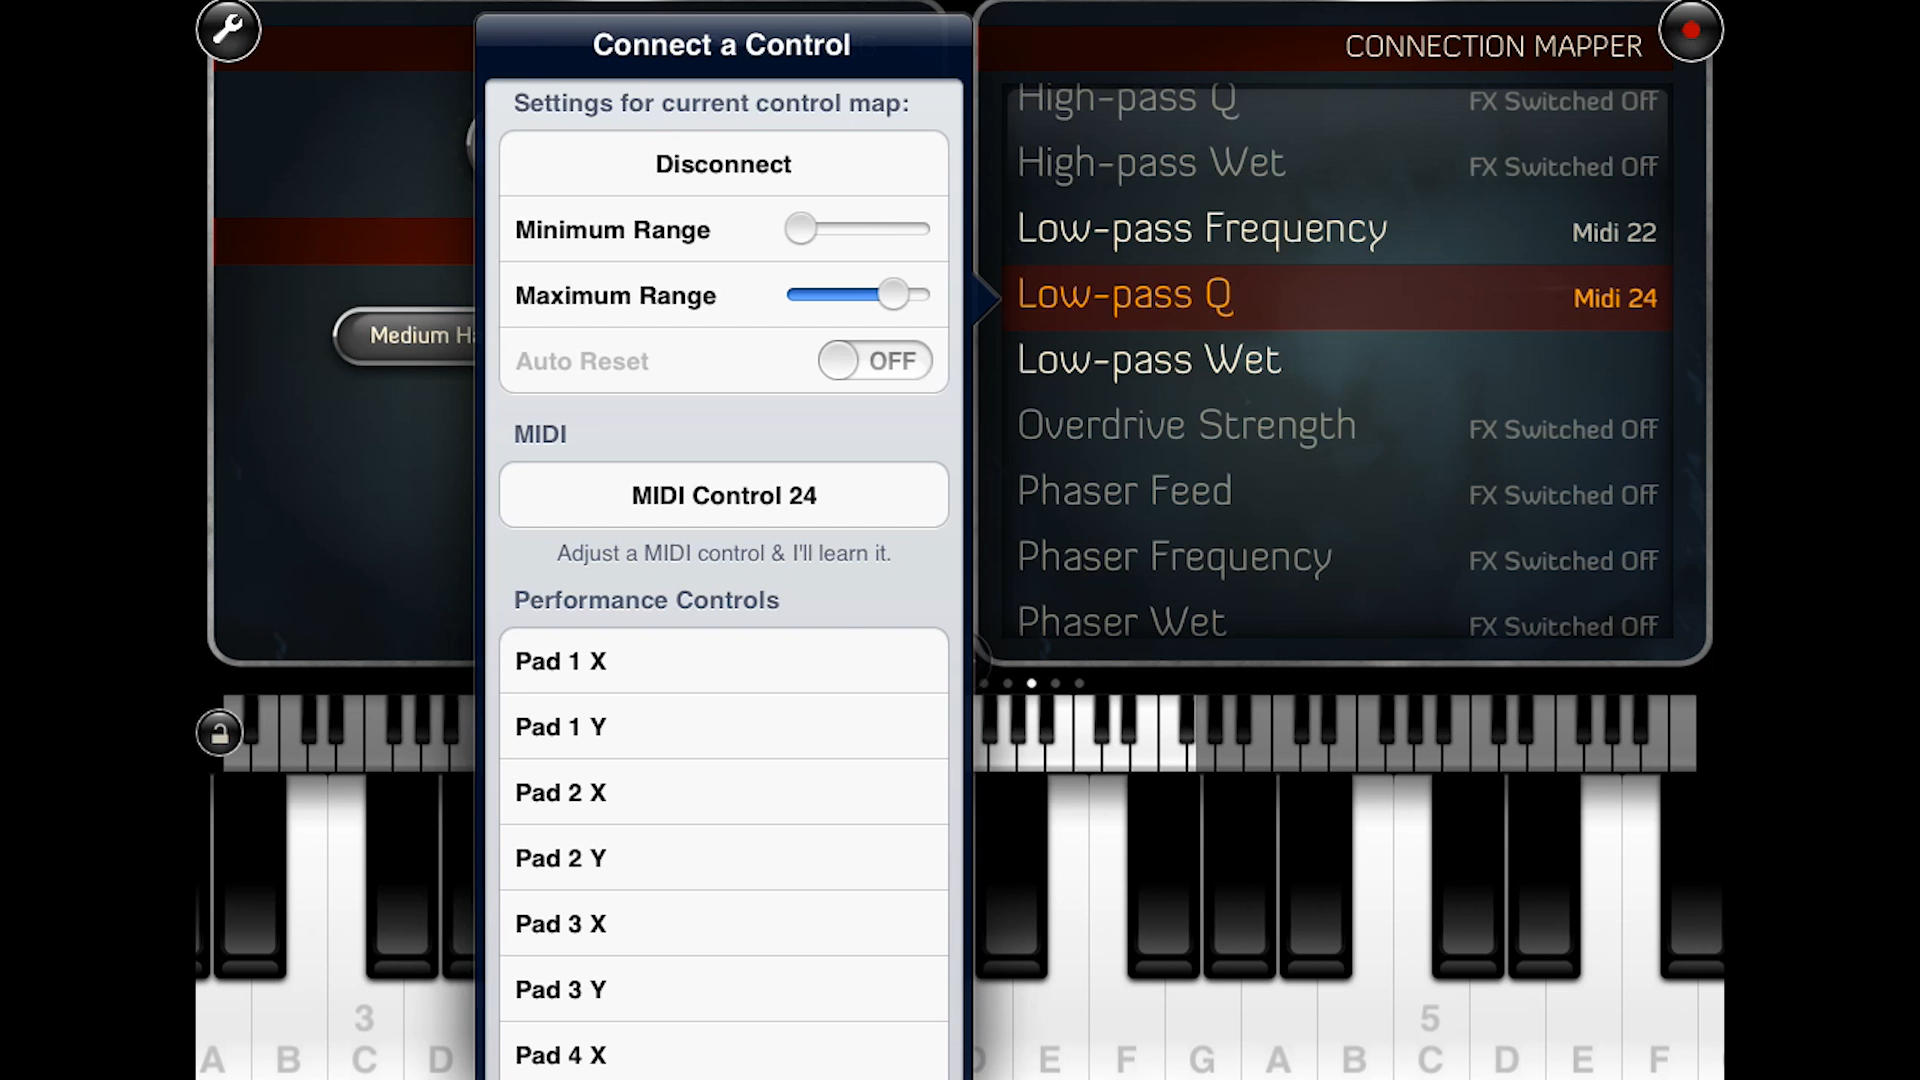 Connect a Control
Settings for current control map:
Disconnect
Minimum Range
Maximum Range
Auto Reset OFF
MIDI
MIDI Control 24
Adjust a MIDI control & I'll learn it.
Performance Controls
Pad 1 X
Pad 1 Y
Pad 2 X
Pad 2 Y
Pad 3 X
Pad 3 Y
Pad 4 X
Medium
CONNECTION MAPPER
High-pass Q FX Switched Off
High-pass Wet FX Switched Off
Low-pass Frequency Midi 22
Low-pass Q Midi 24
Low-pass Wet
Overdrive Strength FX Switched Off
Phaser Feed FX Switched Off
Phaser Frequency FX Switched Off
Phaser Wet FX Switched Off
3 5
A B C D E F G A B C D E F